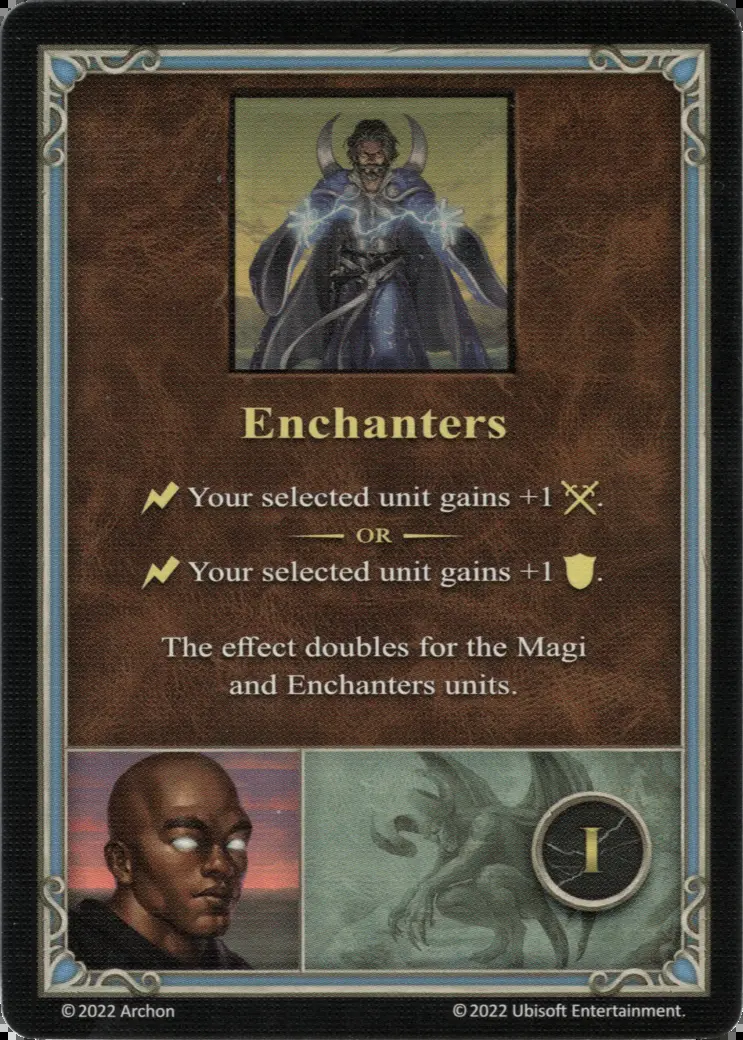 Enchanters
Your selected unit gains +1
OR
Your selected unit gains +1
The effect doubles for the Magi
and Enchanters units.
I
© 2022 Archon
© 2022 Ubisoft Entertainment.